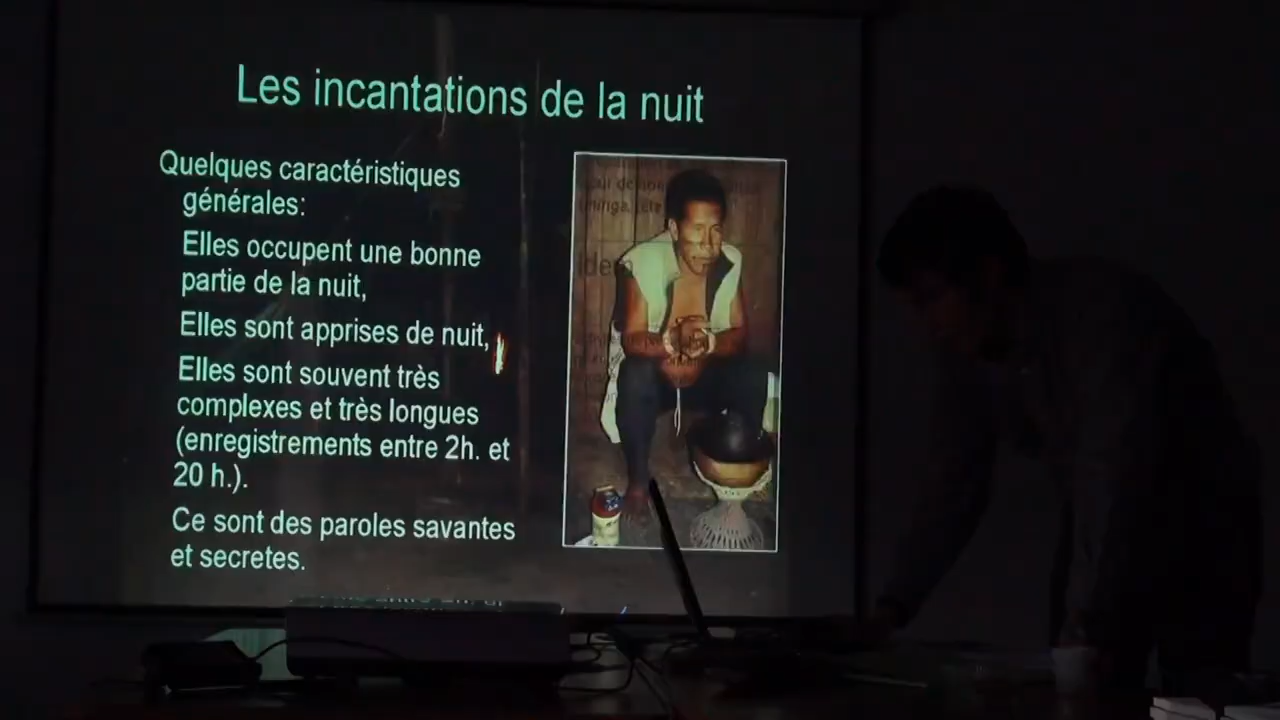 Les incantations de la nuit
Quelques caractéristiques
générales:
Elles occupent une bonne
partie de la nuit,
Elles sont apprises de nuit,
Elles sont souvent très
complexes et très longues
(enregistrements entre 2h. et
20 h.).
Ce sont des paroles savantes
et secretes.
idem